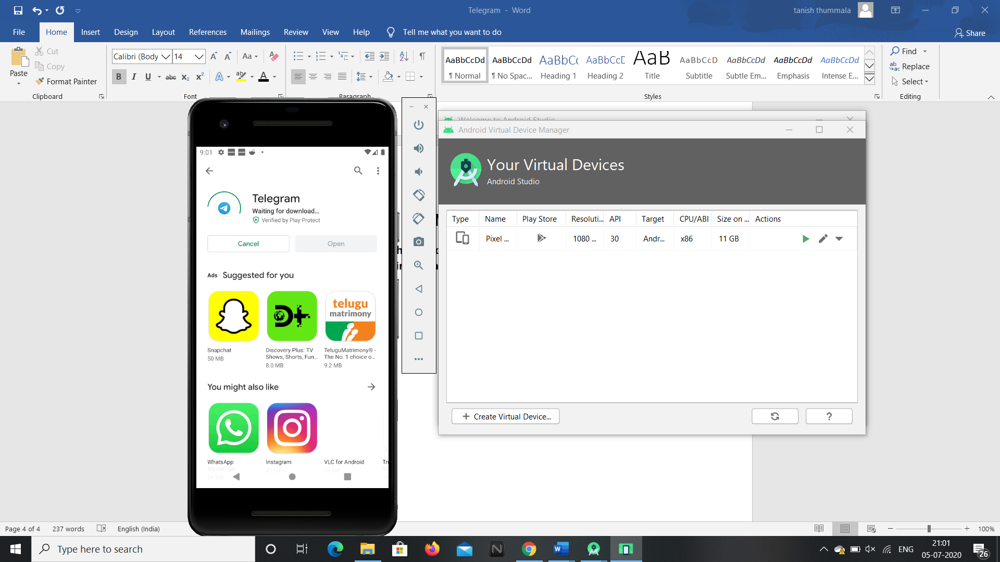 Telegram - Word
tanish thummala
File
Home
Insert
Design
Layout
References
Mailings
Review
View
Help
Tell me what you want to do
Share
Paste
Cut
Copy
Format Painter
Clipboard
Calibri (Body
14
Font
Paragraph
AaBbCcDd
¶ Normal
AaBbCcDd
¶ No Spac...
AaBbCc
Heading 1
AaBbCcD
Heading 2
AaB
Title
AaBbCcD
Subtitle
AaBbCcDd
Subtle Em...
AaBbCcDd
Emphasis
AaBbCcDd
Intense E...
Styles
Find
Replace
Select
Editing
9:01
Telegram
Waiting for download...
Verified by Play Protect
Cancel
Open
Ads · Suggested for you
Snapchat
50 MB
Discovery Plus: TV
Shows, Shorts, Fun...
8.0 MB
telugu
matrimony
TeluguMatrimony® -
The No. 1 choice o...
9.2 MB
You might also like
WhatsApp
Messenger
24 MB
Instagram
39 MB
VLC for Android
26 MB
Welcome to Android Studio
Android Virtual Device Manager
Your Virtual Devices
Android Studio
Type
Name
Play Store
Resoluti...
API
Target
CPU/ABI
Size on ...
Actions
Pixel ...
1080 ...
30
Andr...
x86
11 GB
+ Create Virtual Device...
?
Page 4 of 4
237 words
English (India)
100%
Type here to search
ENG
21:01
05-07-2020
26